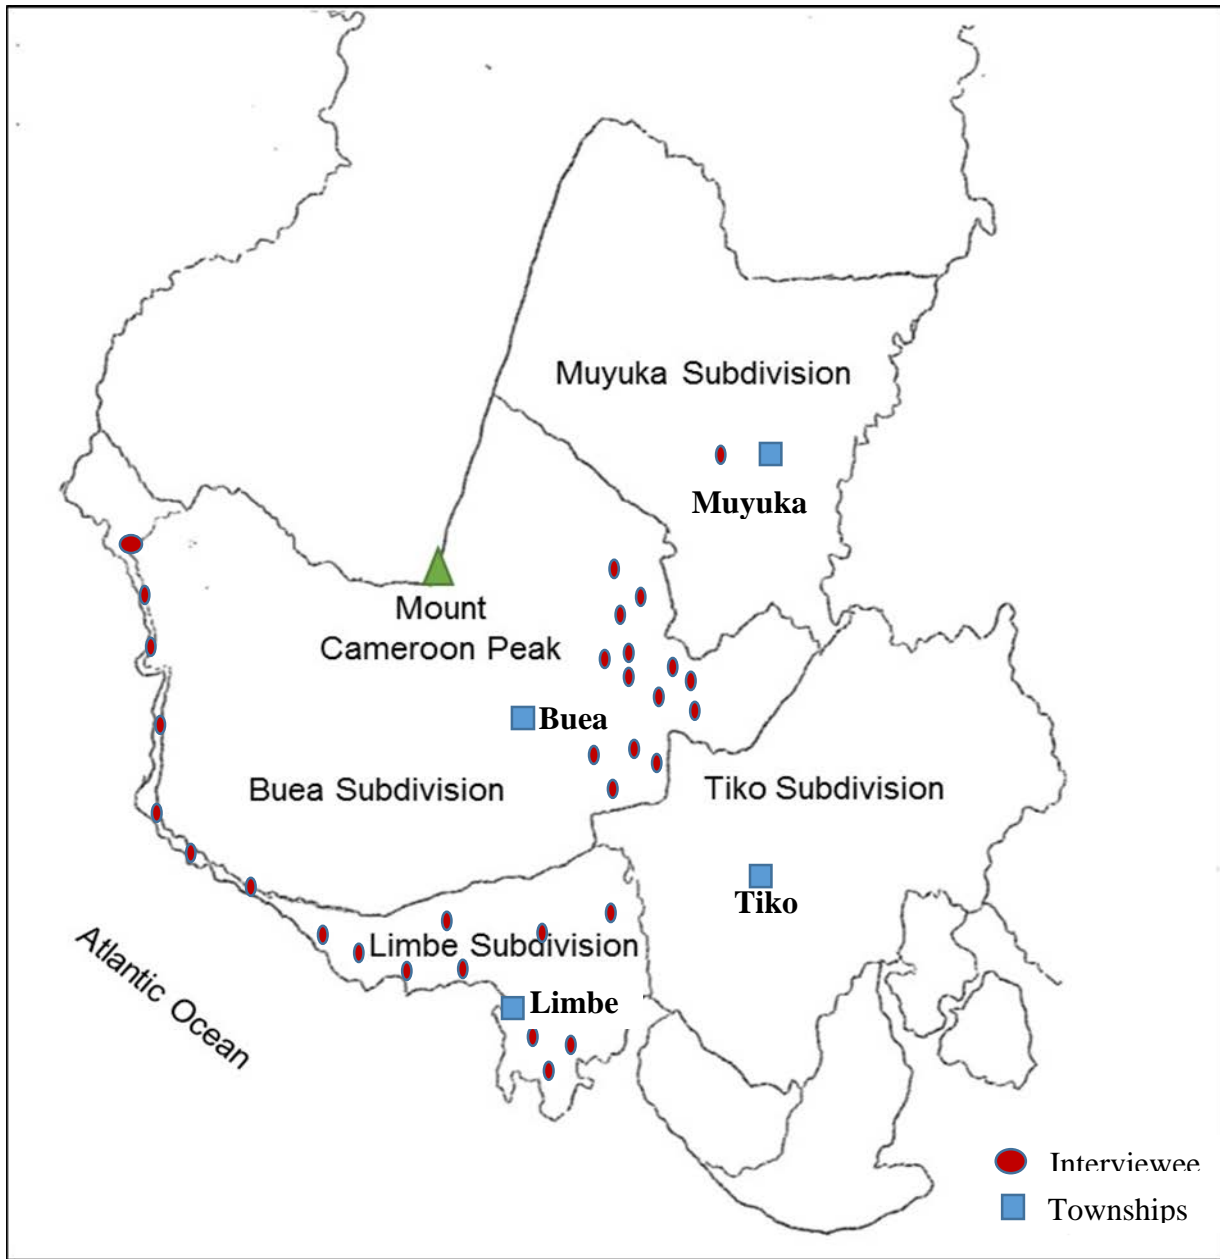 Muyuka Subdivision
Muyuka
Mount
Cameroon Peak
Buea
Buea Subdivision
Tiko Subdivision
Tiko
Limbe Subdivision
Limbe
Atlantic Ocean
Interviewee
Townships